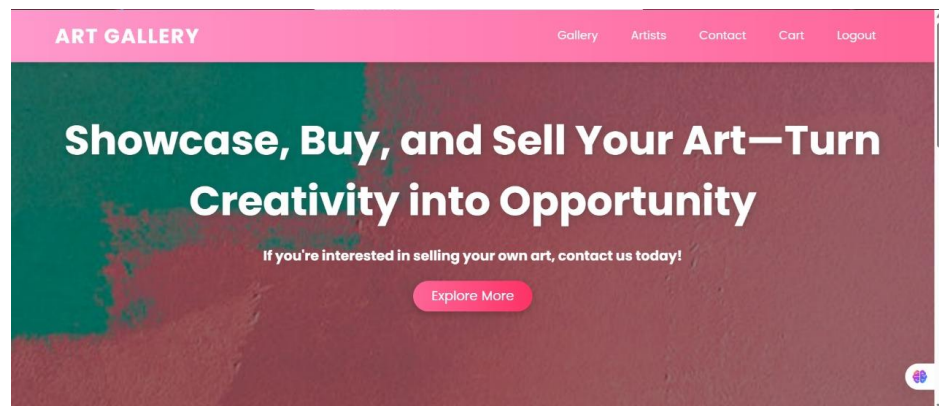 ART GALLERY
Gallery Artists Contact Cart Logout
Showcase, Buy, and Sell Your Art—Turn
Creativity into Opportunity
If you're interested in selling your own art, contact us today!
Explore More